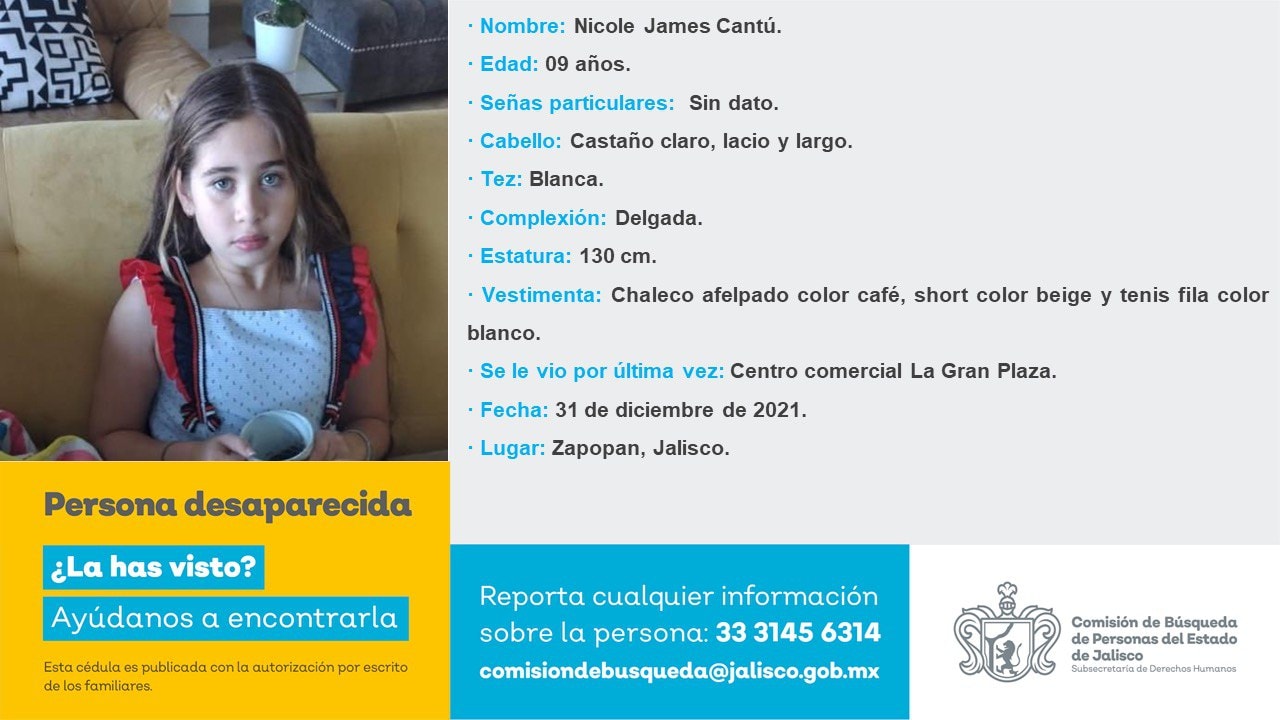 · Nombre: Nicole James Cantú.
· Edad: 09 años.
· Señas particulares: Sin dato.
· Cabello: Castaño claro, lacio y largo.
· Tez: Blanca.
· Complexión: Delgada.
· Estatura: 130 cm.
· Vestimenta: Chaleco afelpado color café, short color beige y tenis fila color
blanco.
· Se le vio por última vez: Centro comercial La Gran Plaza.
· Fecha: 31 de diciembre de 2021.
· Lugar: Zapopan, Jalisco.
Persona desaparecida
¿La has visto?
Ayúdanos a encontrarla
Esta cédula es publicada con la autorización por escrito
de los familiares.
Reporta cualquier información
sobre la persona: 33 3145 6314
comisiondebusqueda@jalisco.gob.mx
Comisión de Búsqueda
de Personas del Estado
de Jalisco
Subsecretaría de Derechos Humanos